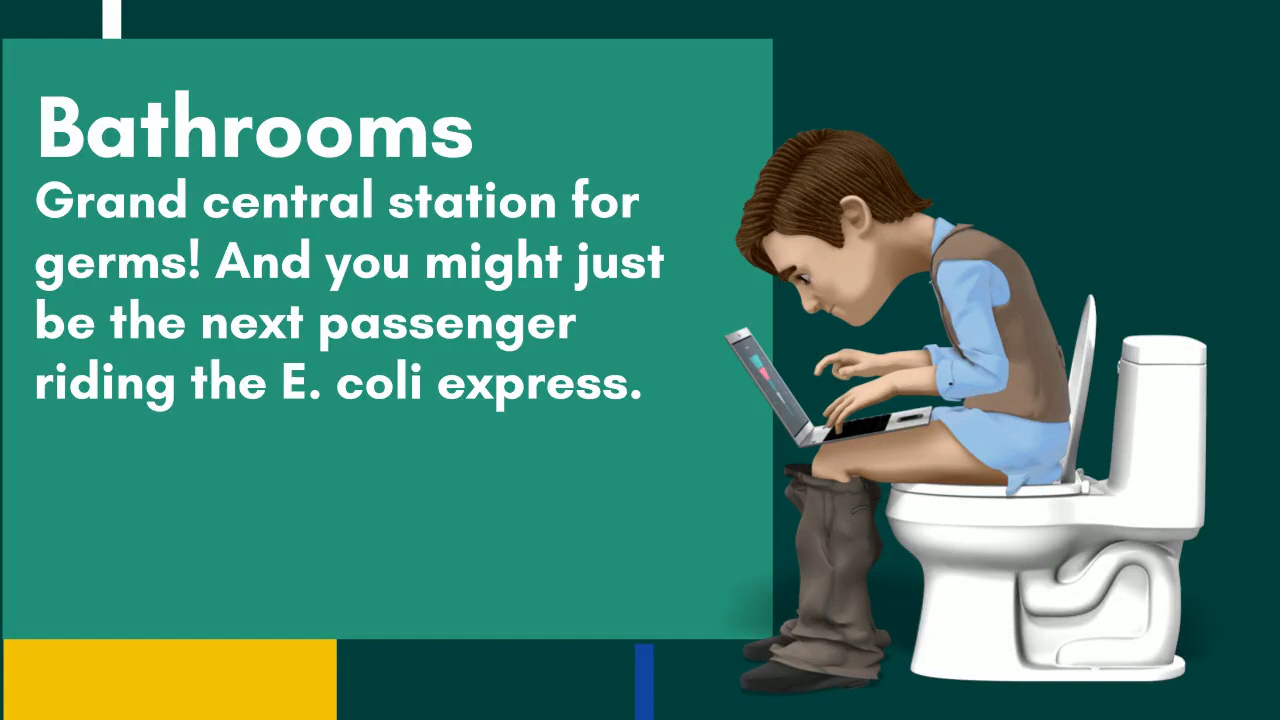 Bathrooms
Grand central station for
germs! And you might just
be the next passenger
riding the E. coli express.